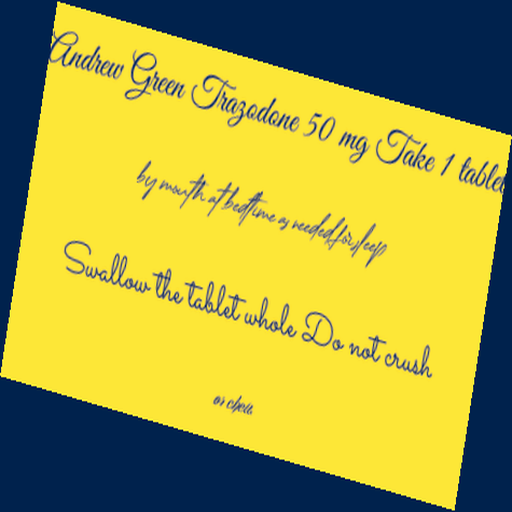 Andrew Green Trazodone 50 mg Take 1 tablet
by mouth at bedtime as needed for sleep
Swallow the tablet whole Do not crush
or chew